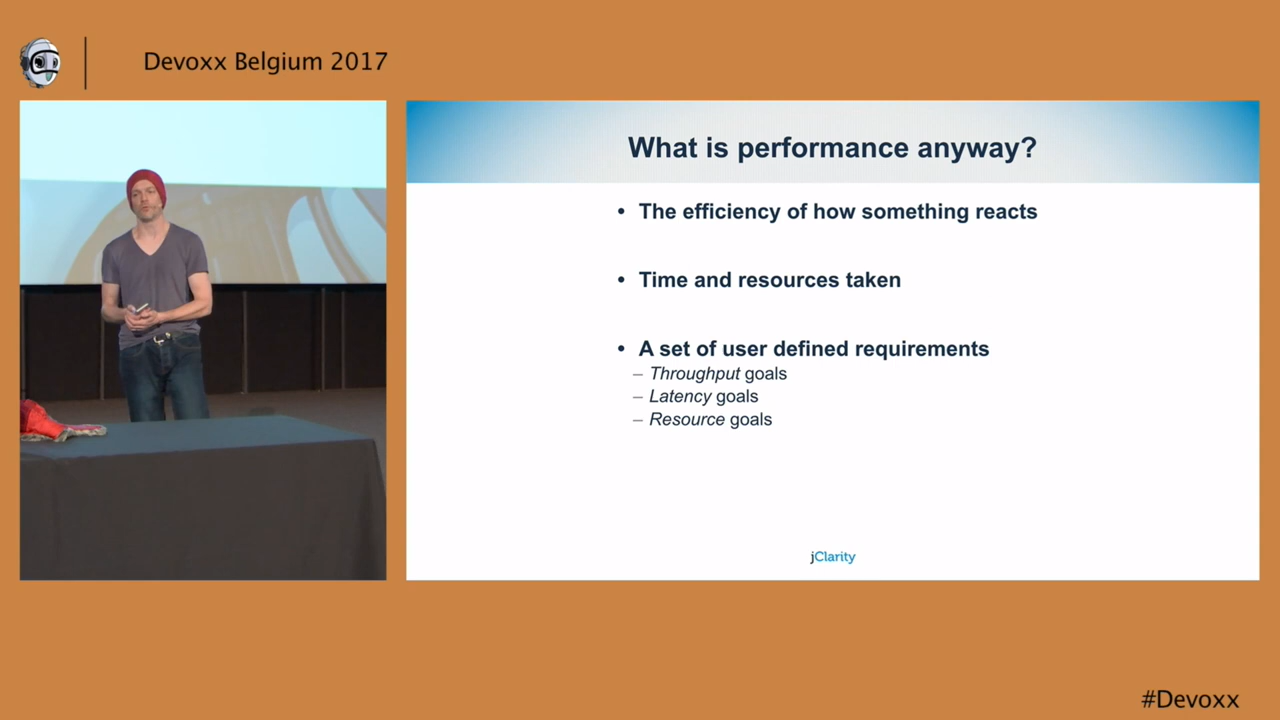 Devoxx Belgium 2017
What is performance anyway?
• The efficiency of how something reacts
• Time and resources taken
• A set of user defined requirements
– Throughput goals
– Latency goals
– Resource goals
jClarity
#Devoxx